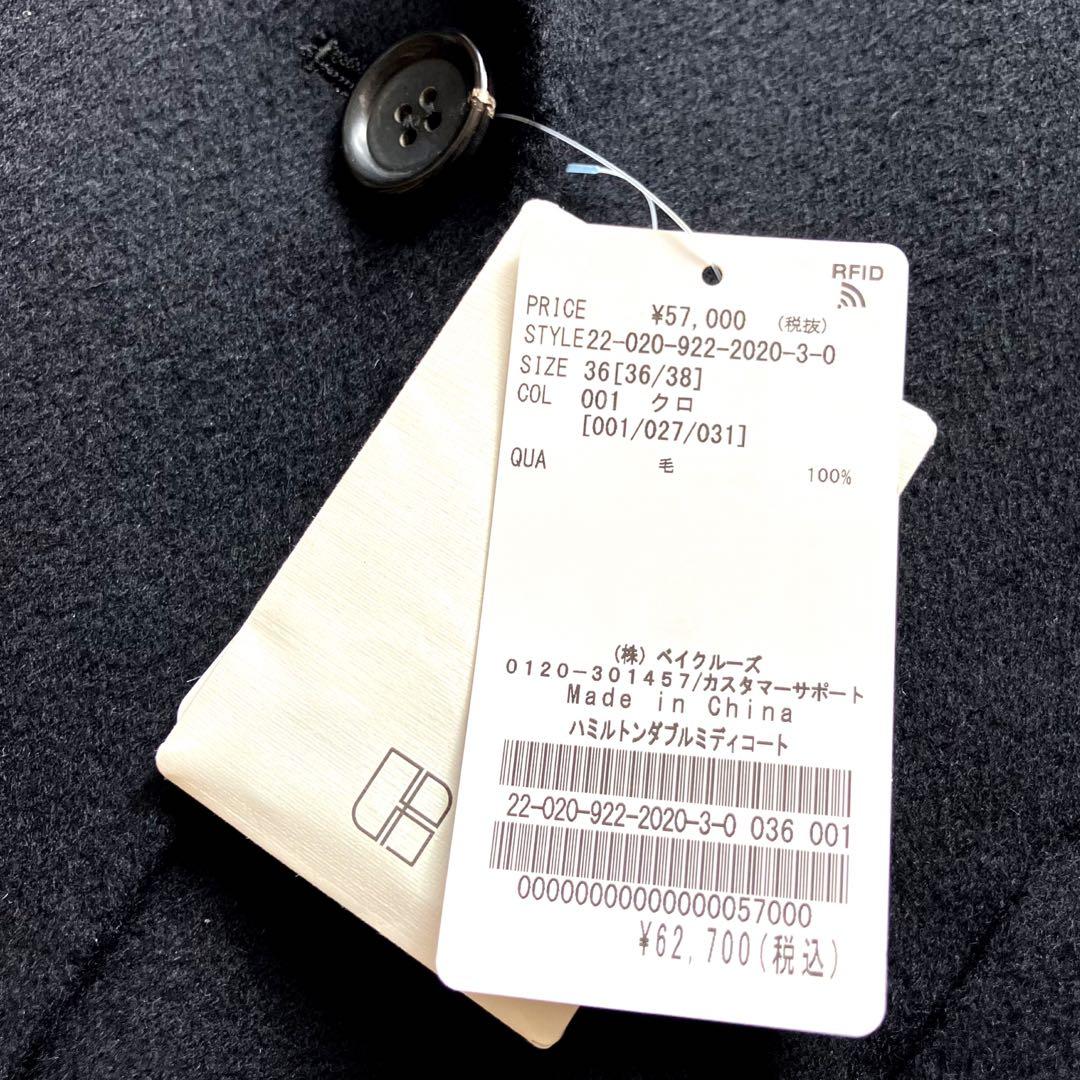 RFID
PRICE ¥57,000 (税抜)
STYLE22-020-922-2020-3-0
SIZE 36[36/38]
COL 001 クロ
[001/027/031]
QUA 毛 100%
(株)ベイクルーズ
0120-301457/カスタマーサポート
Made in China
ハミルトンダブルミディコート
22-020-922-2020-3-0 036 001
00000000000000057000
¥62,700(税込)